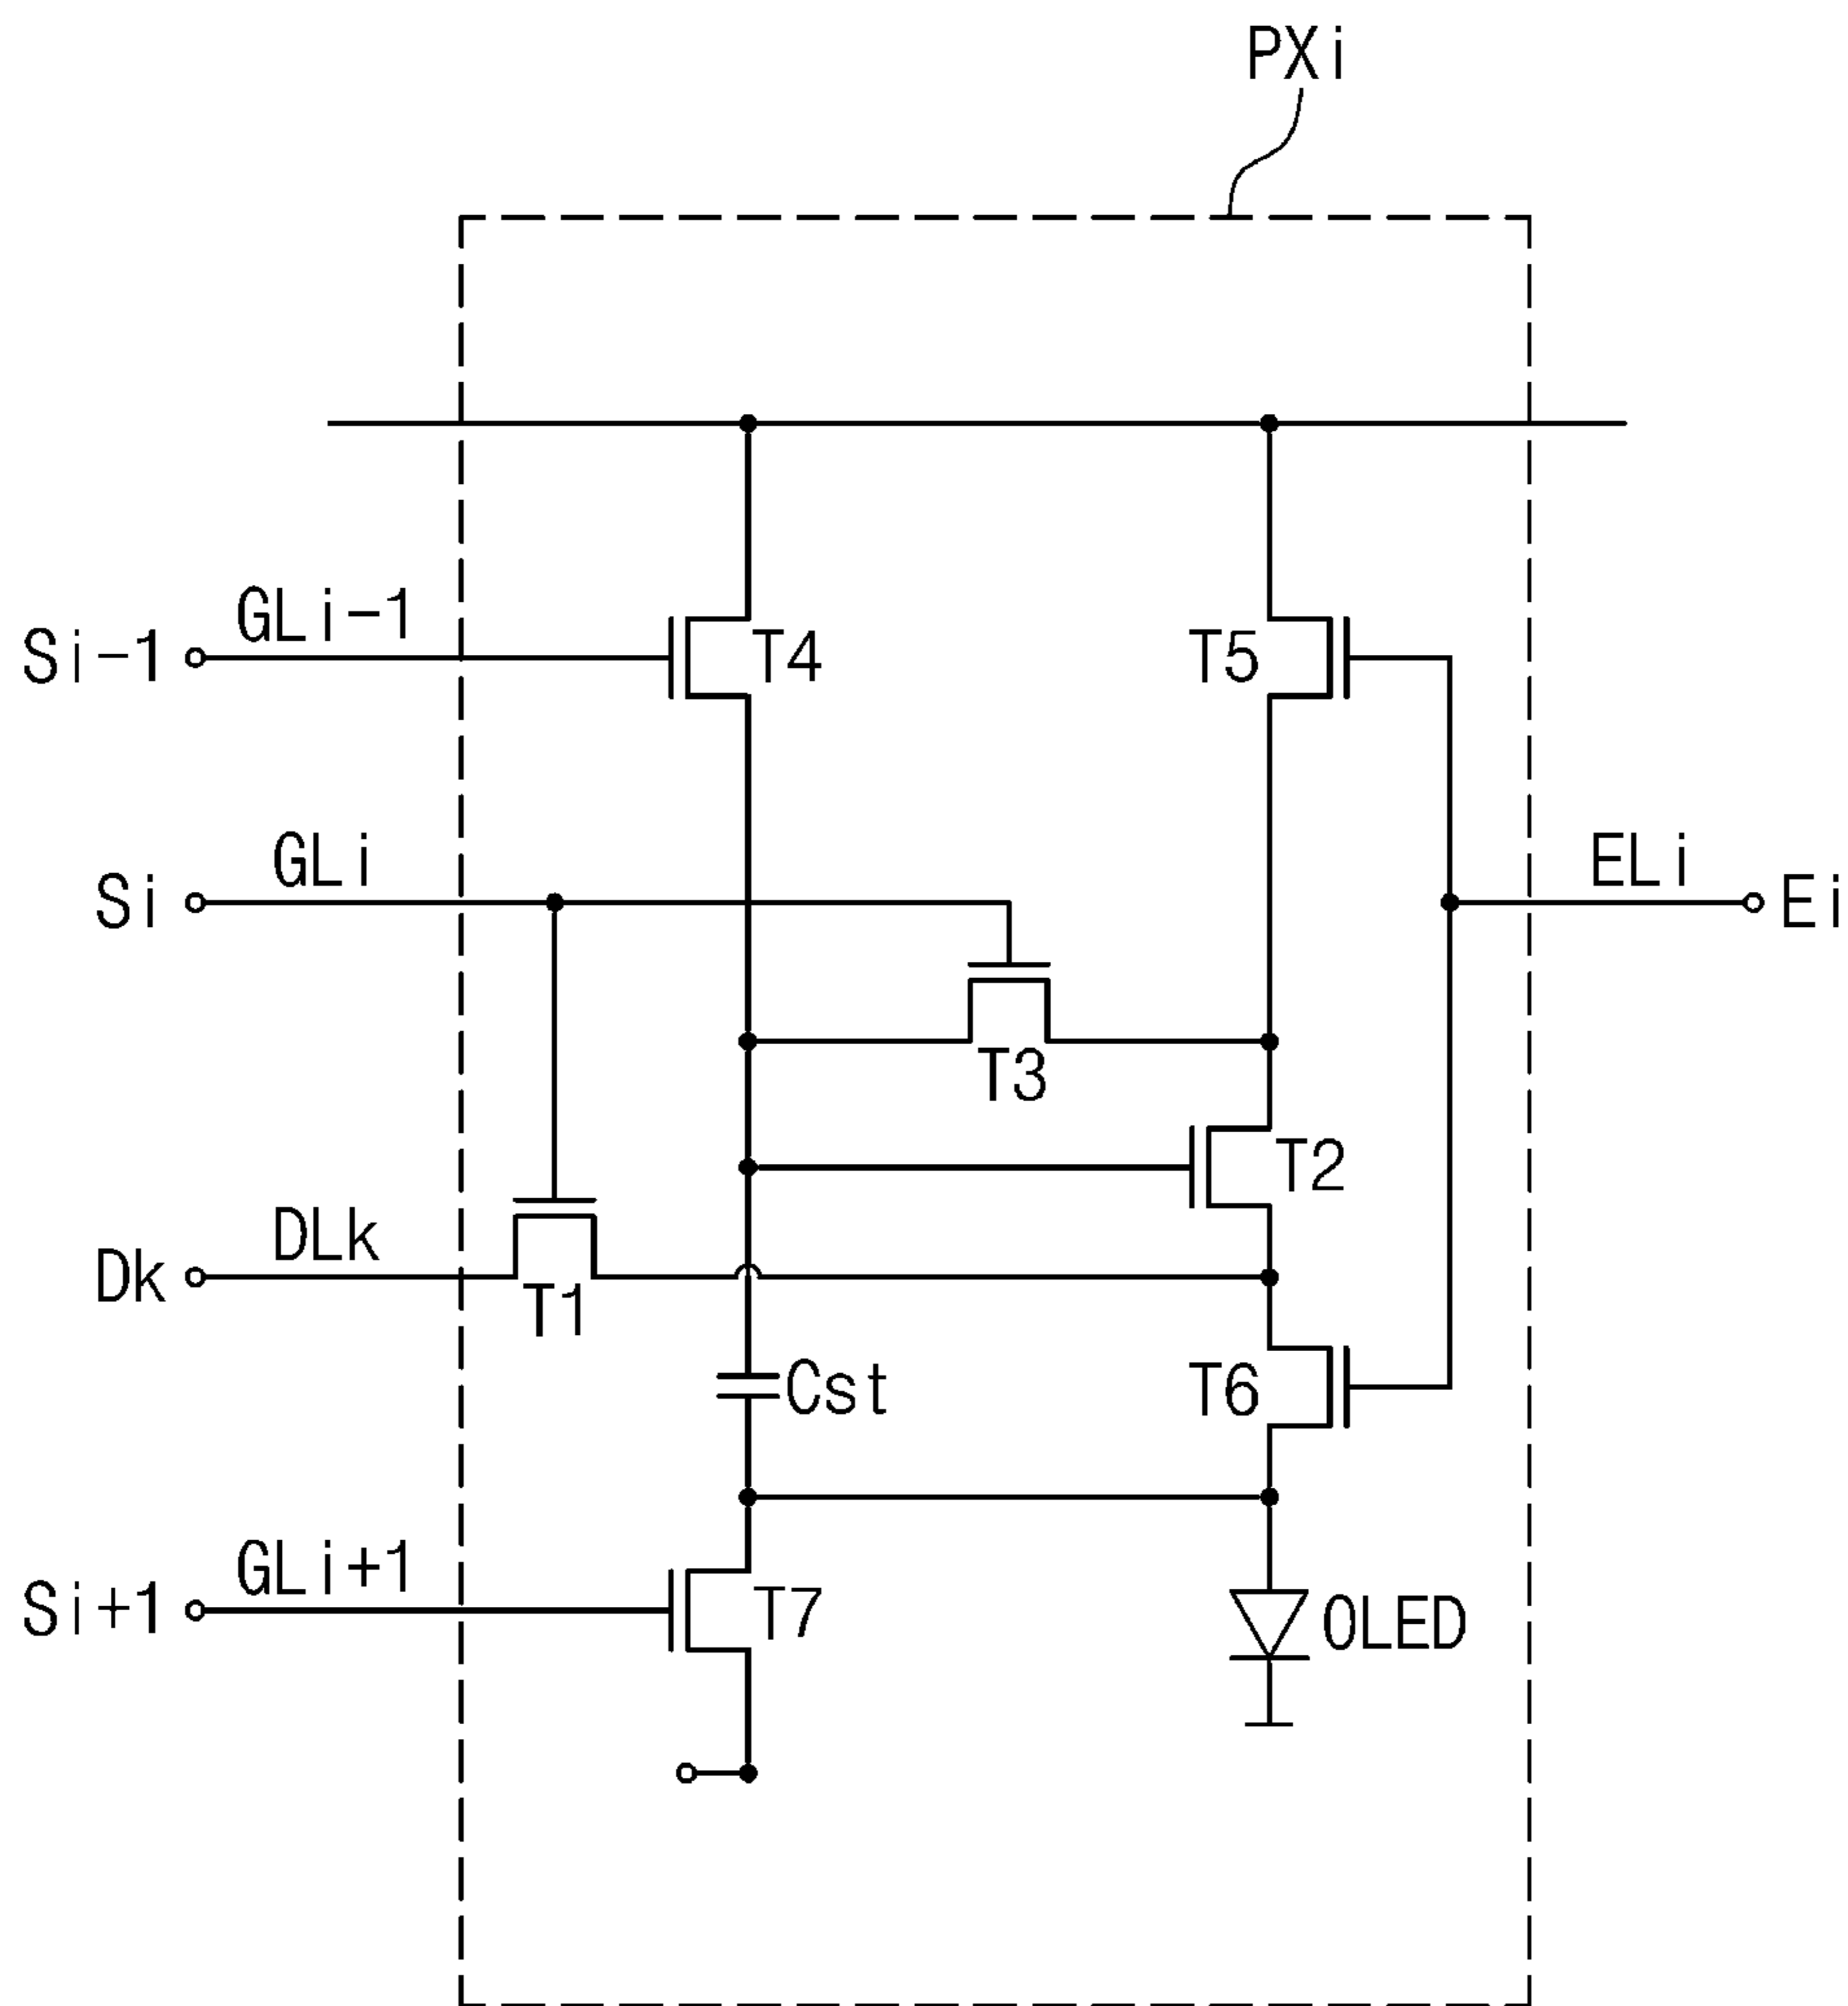 PXi
GLi-1
Si-1
T4
T5
GLi
ELi
Si
Ei
T3
T2
DLk
Dk
T1
Cst
T6
GLi+1
Si+1
T7
OLED